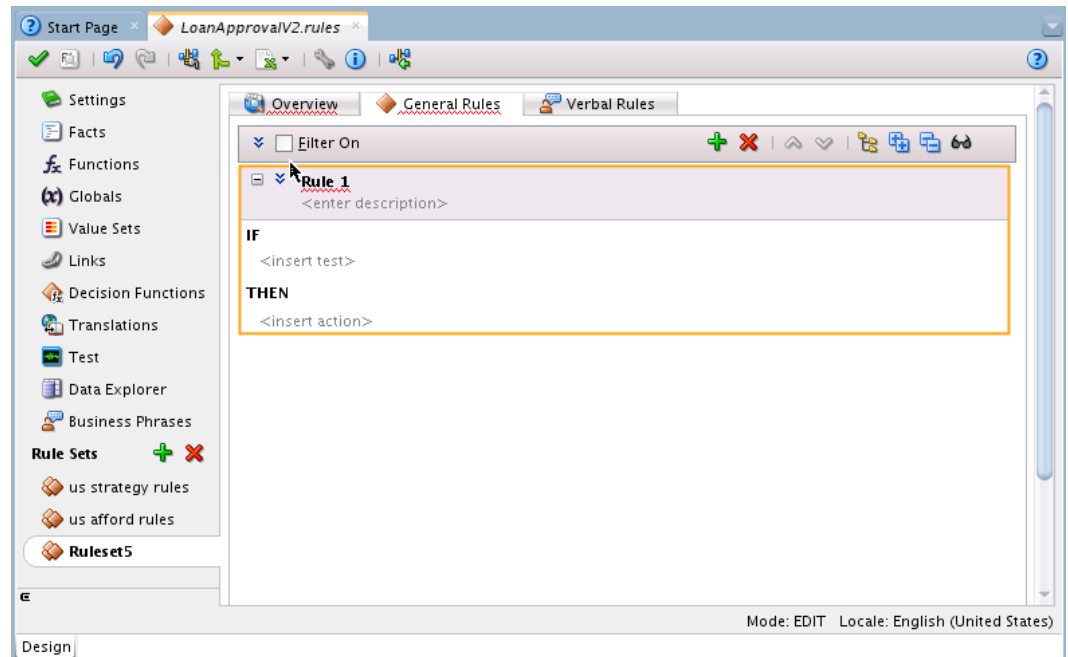 Start Page
LoanApprovalV2.rules
Settings
Facts
Functions
Globals
Value Sets
Links
Decision Functions
Translations
Test
Data Explorer
Business Phrases
Rule Sets
us strategy rules
us afford rules
Ruleset5
Overview
General Rules
Verbal Rules
Filter On
Rule 1
<enter description>
IF
<insert test>
THEN
<insert action>
Mode: EDIT Locale: English (United States)
Design